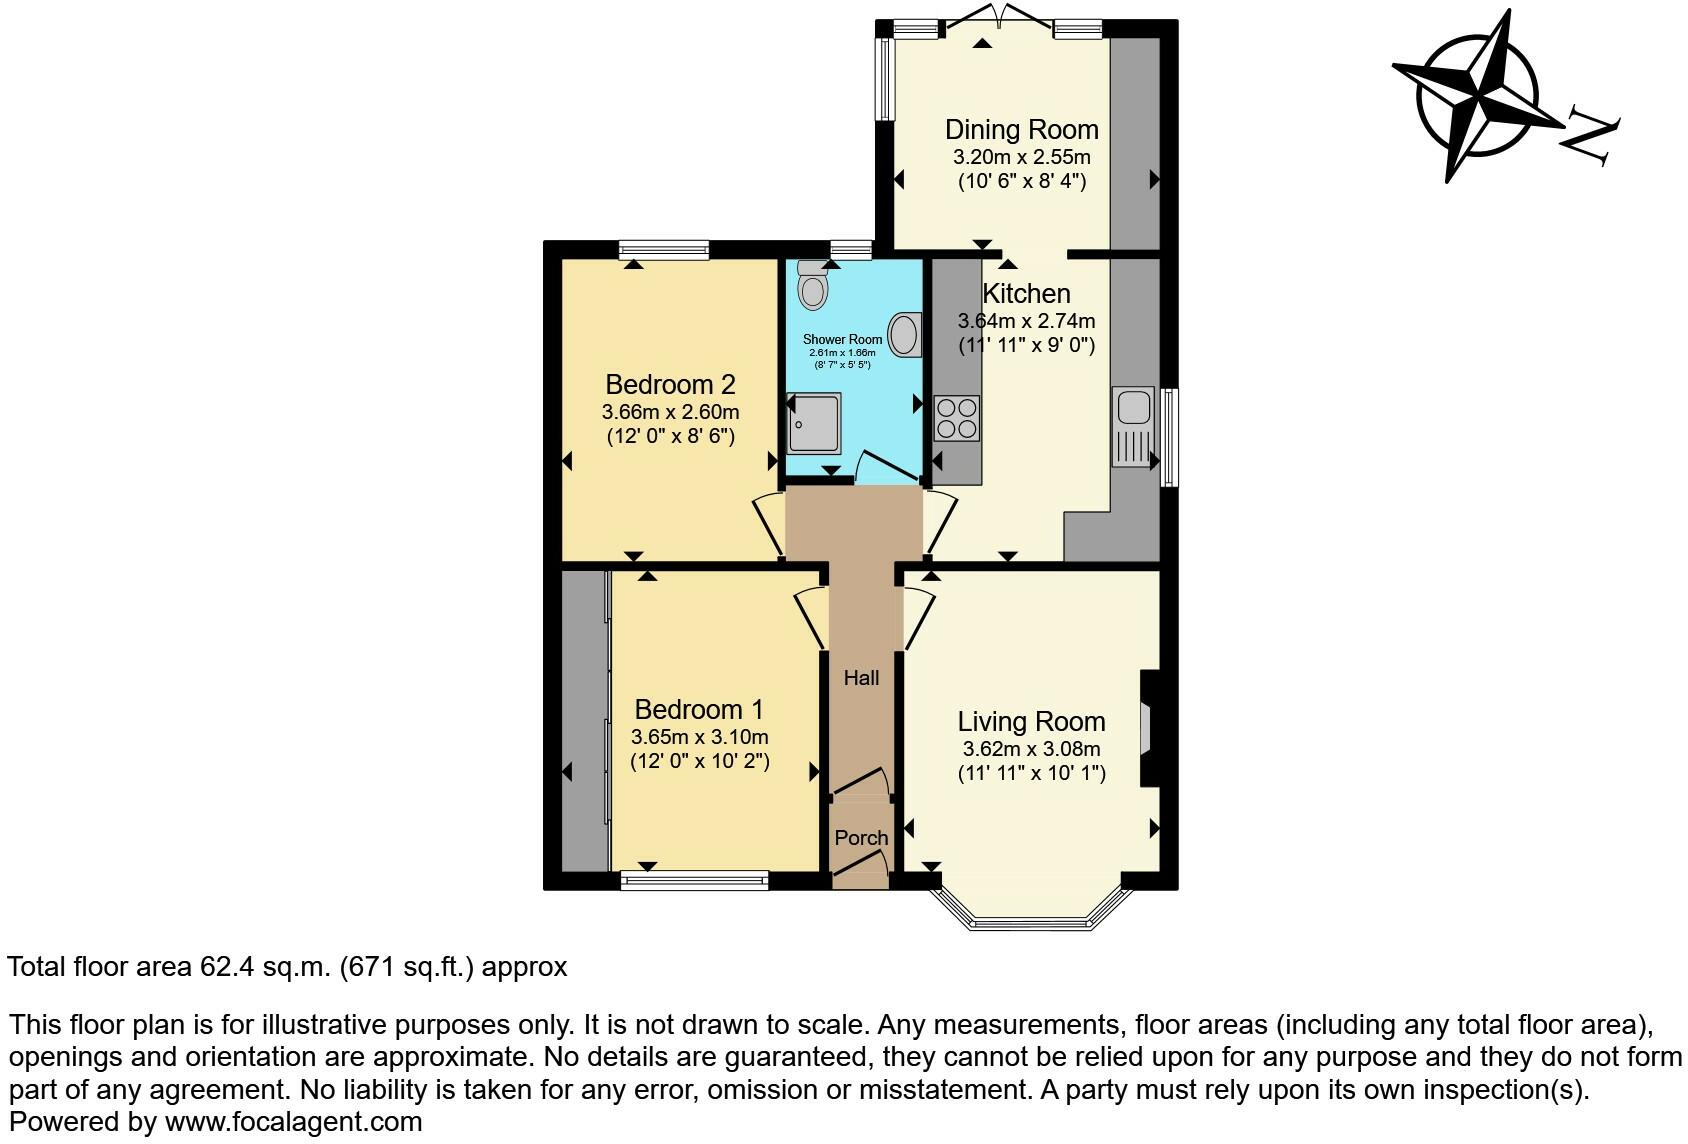 N
Dining Room
3.20m x 2.55m
(10' 6" x 8' 4")
Kitchen
3.64m x 2.74m
(11' 11" x 9' 0")
Shower Room
2.61m x 1.66m
(8' 7" x 5' 5")
Bedroom 2
3.66m x 2.60m
(12' 0" x 8' 6")
Hall
Bedroom 1
3.65m x 3.10m
(12' 0" x 10' 2")
Living Room
3.62m x 3.08m
(11' 11" x 10' 1")
Porch
Total floor area 62.4 sq.m. (671 sq.ft.) approx
This floor plan is for illustrative purposes only. It is not drawn to scale. Any measurements, floor areas (including any total floor area),
openings and orientation are approximate. No details are guaranteed, they cannot be relied upon for any purpose and they do not form
part of any agreement. No liability is taken for any error, omission or misstatement. A party must rely upon its own inspection(s).
Powered by www.focalagent.com